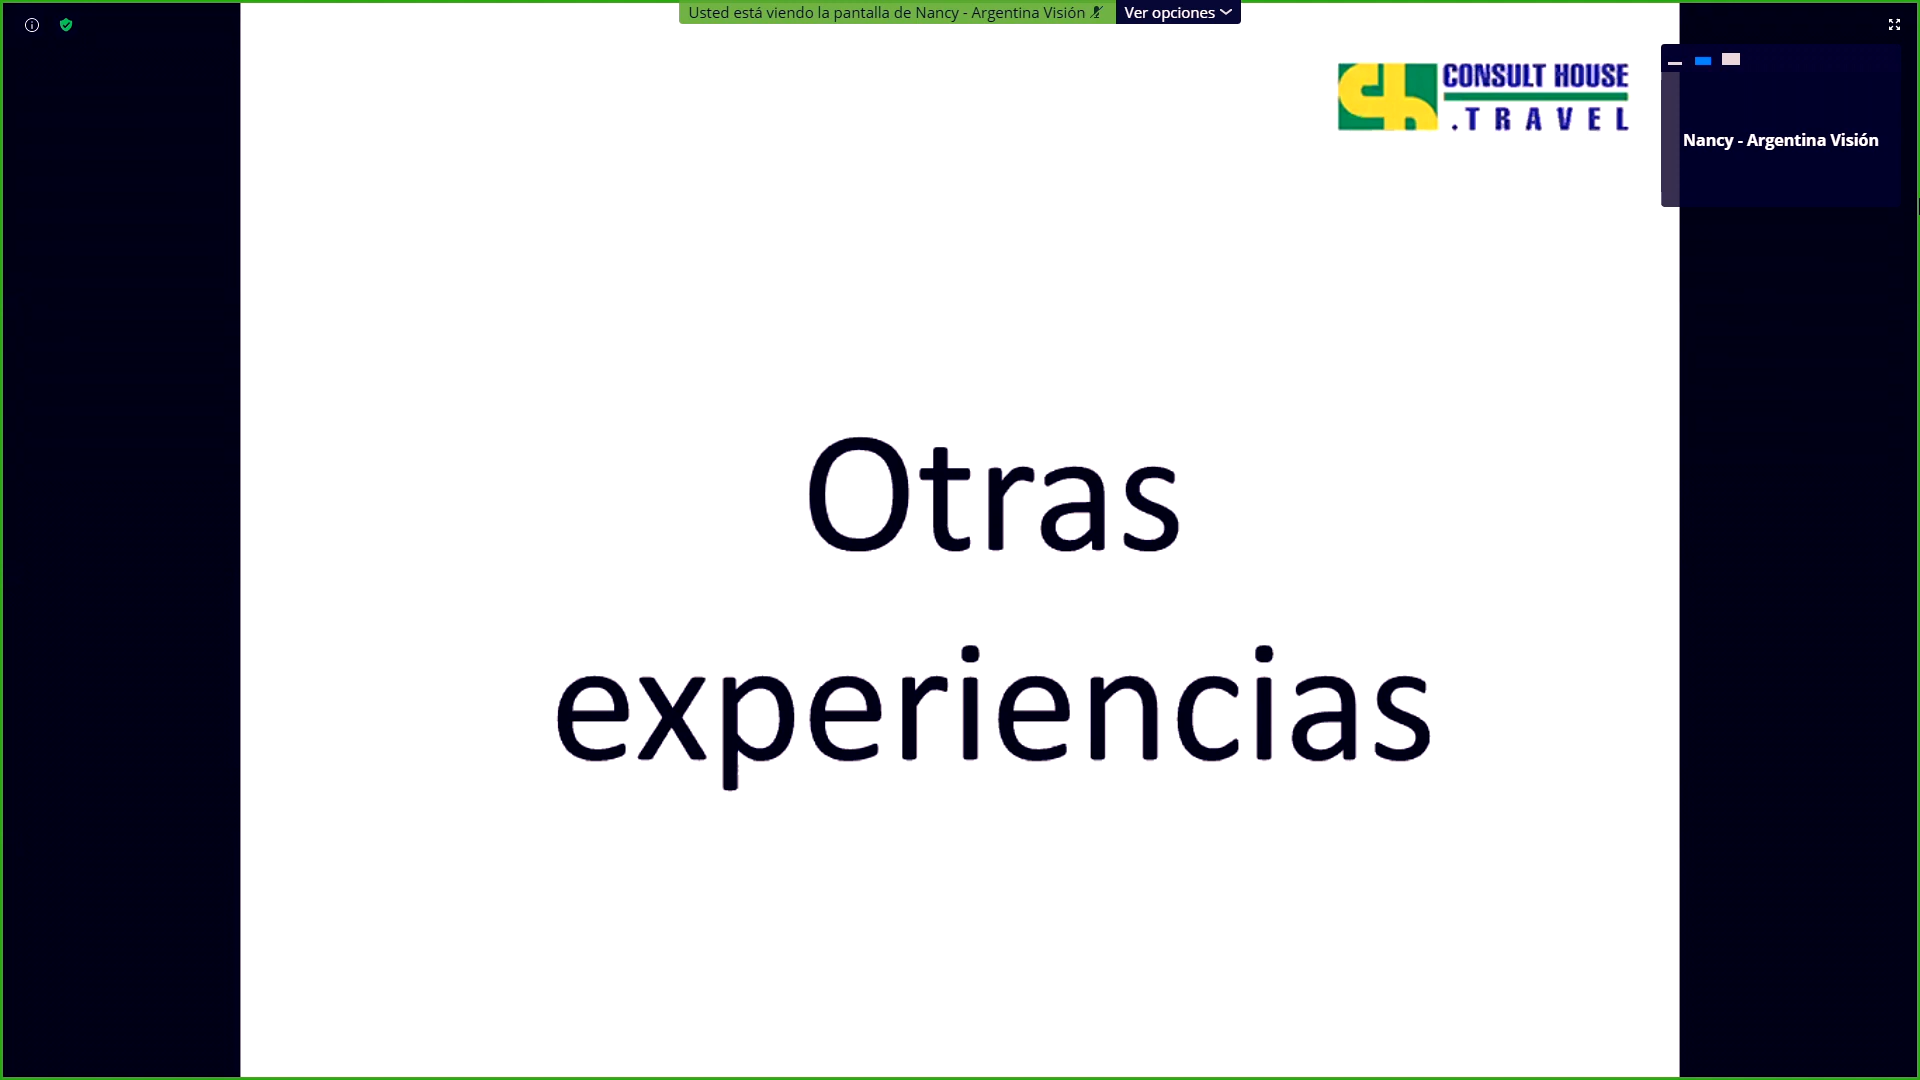 Usted está viendo la pantalla de Nancy - Argentina Visión
Ver opciones
CONSULT HOUSE
.TRAVEL
Nancy - Argentina Visión
Otras
experiencias